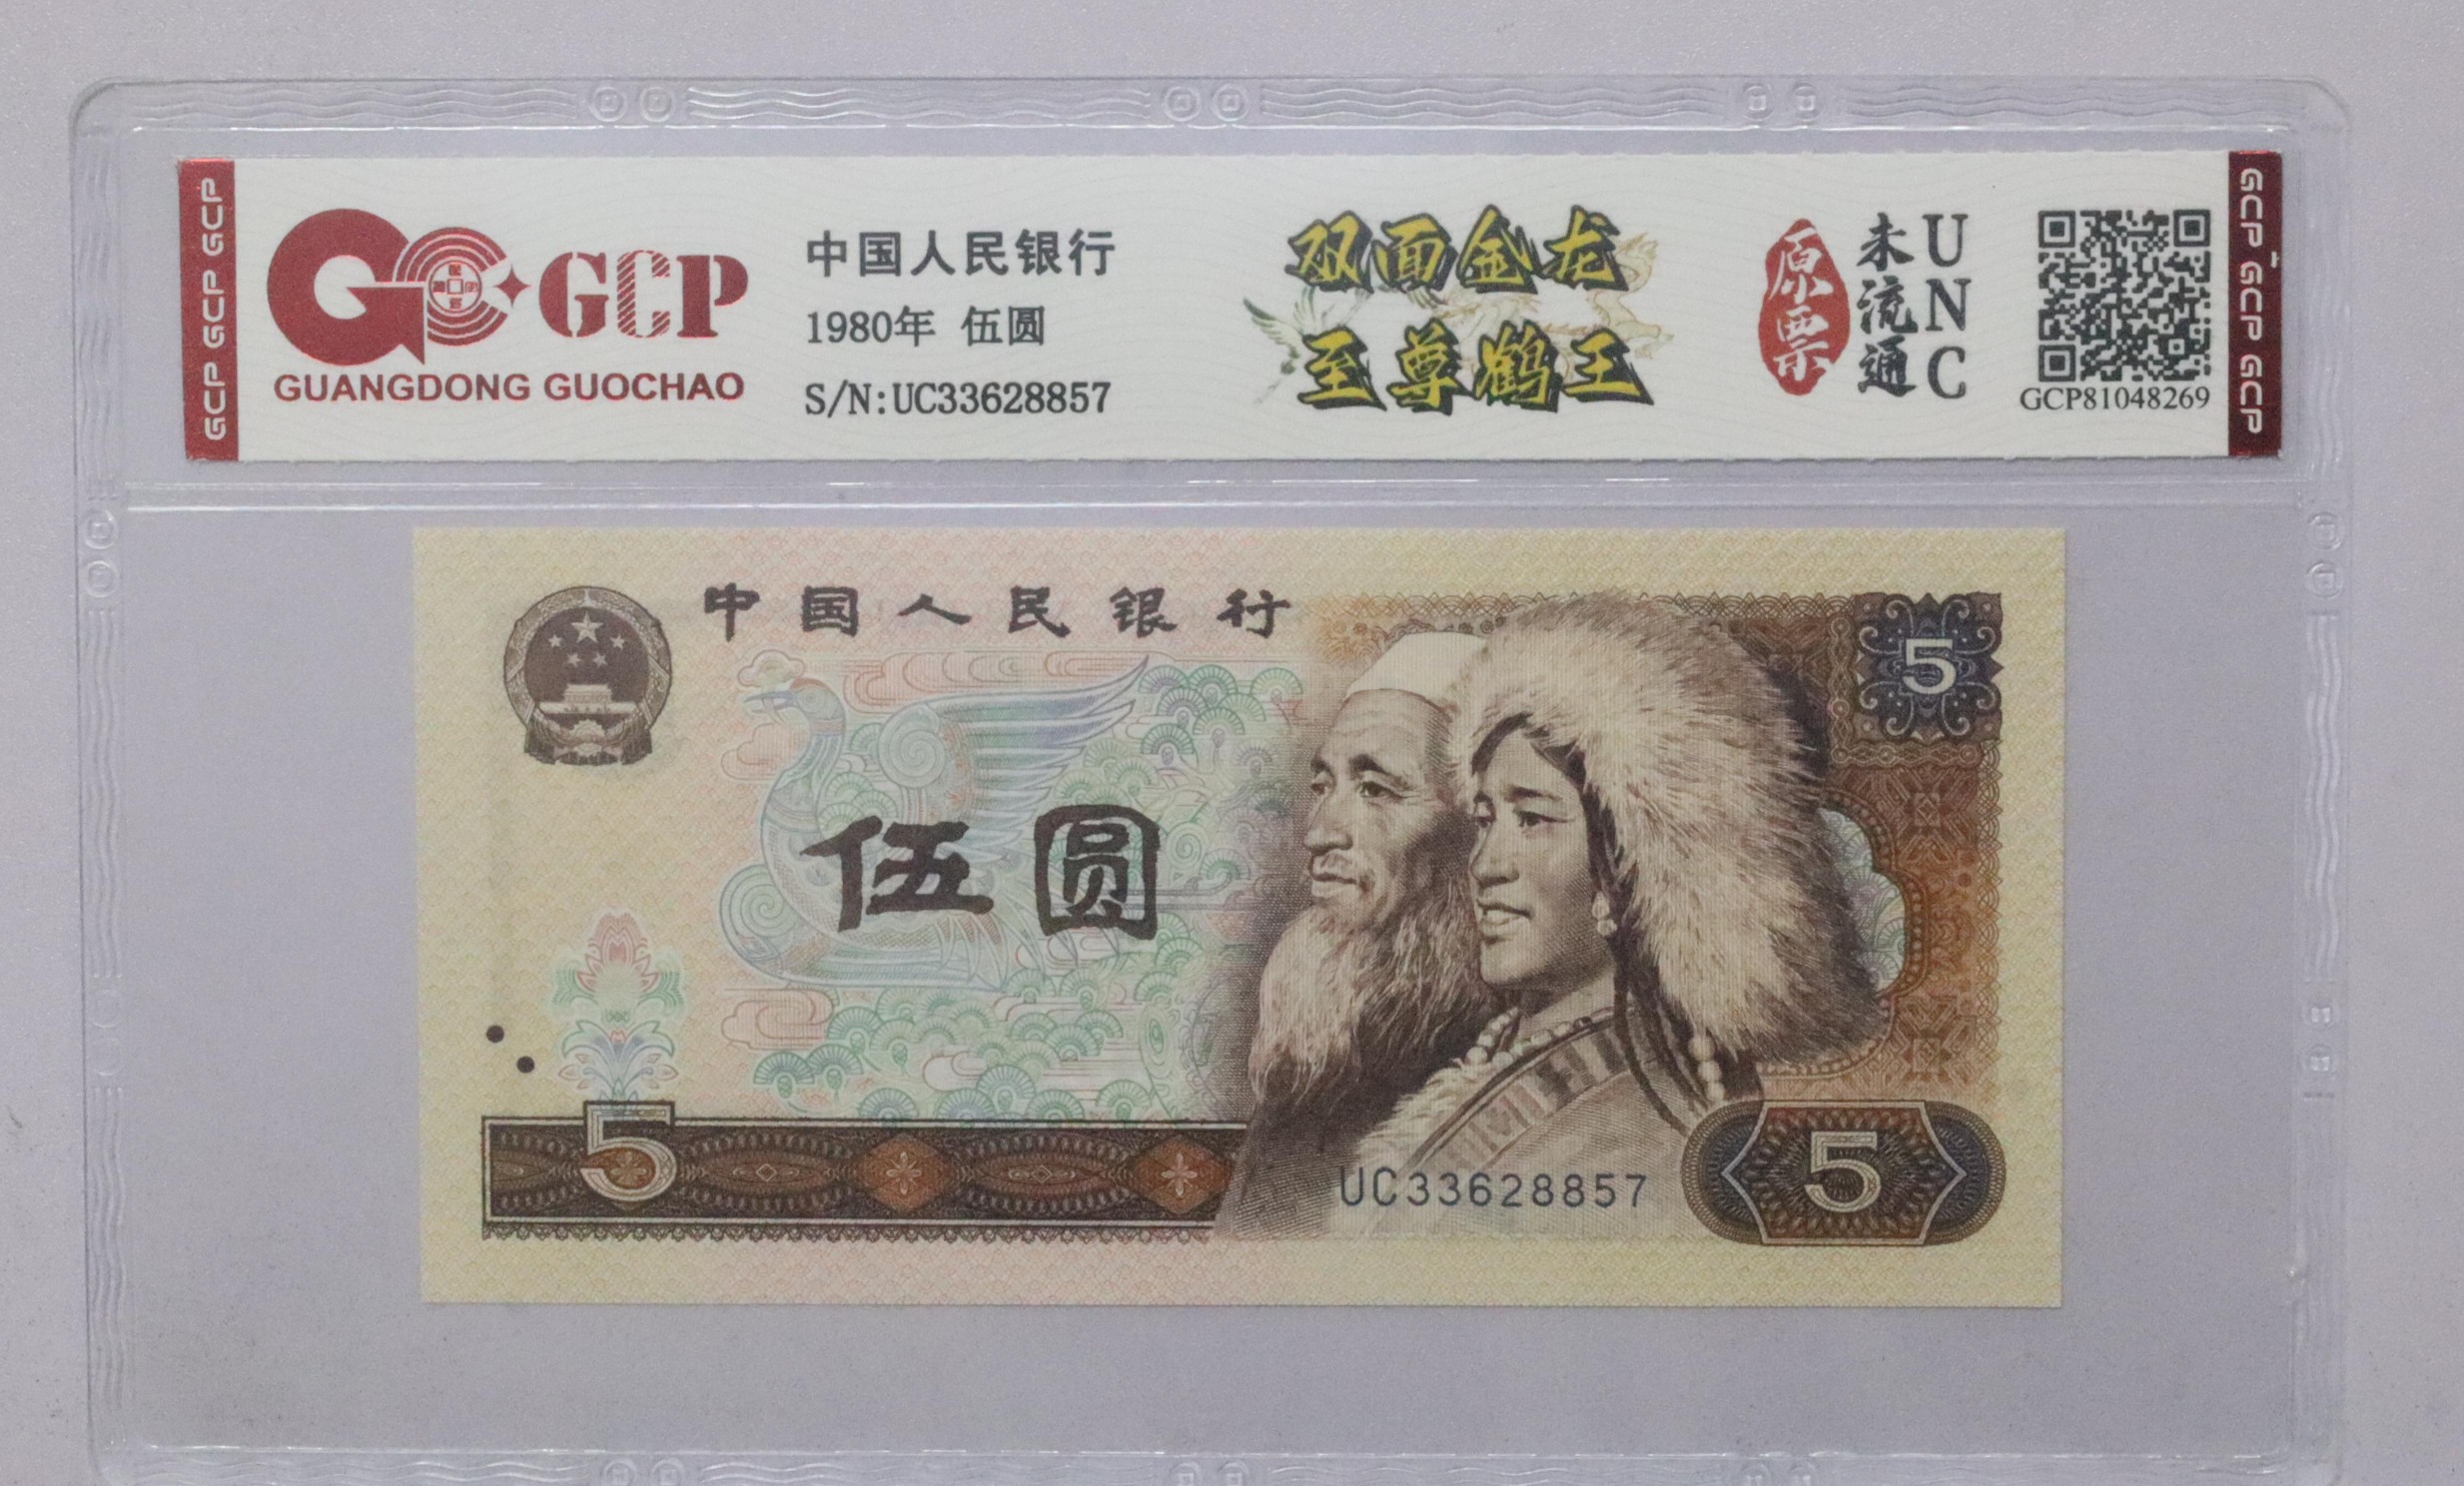 GCP GCP GCP
GCP
GUANGDONG GUOCHAO
中国人民银行
1980年 伍圆
S/N:UC33628857
双面金龙
至尊鹤王
原票
未流通
UNC
GCP81048269
GCP GCP GCP
中国人民银行
5
伍圆
5
UC33628857
5